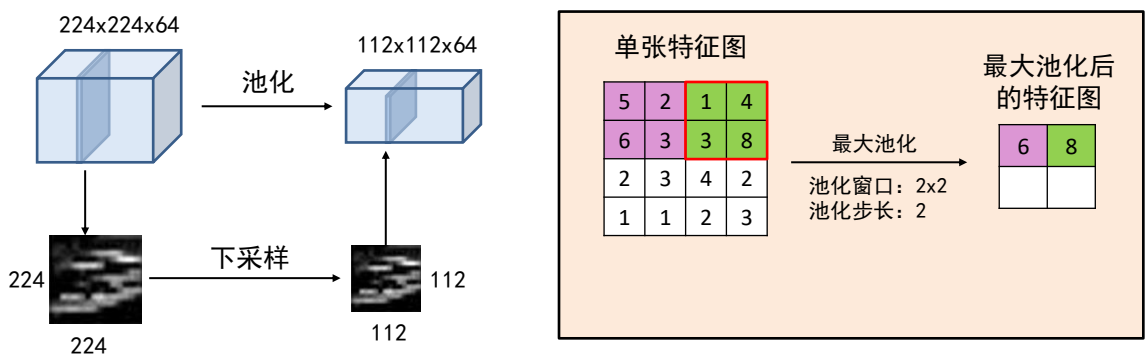 224x224x64
112x112x64
池化
下采样
224
224
112
112
单张特征图
5 2 1 4
6 3 3 8
2 3 4 2
1 1 2 3
最大池化
池化窗口：2x2
池化步长：2
最大池化后
的特征图
6 8